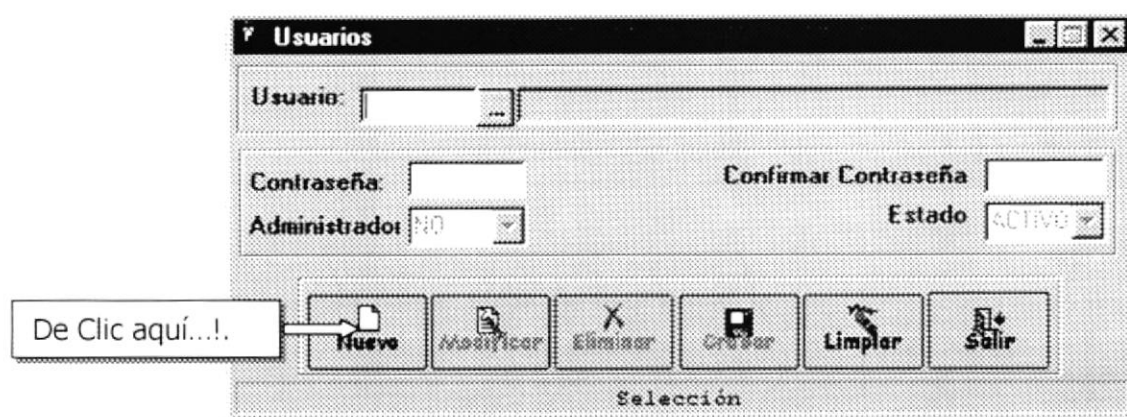 Usuarios
Usuario: ...
Contraseña: Confirmar Contraseña
Administrador NO Estado ACTIVO
De Clic aquí...!.
Nuevo Modificar Eliminar Grabar Limpiar Salir
Selección